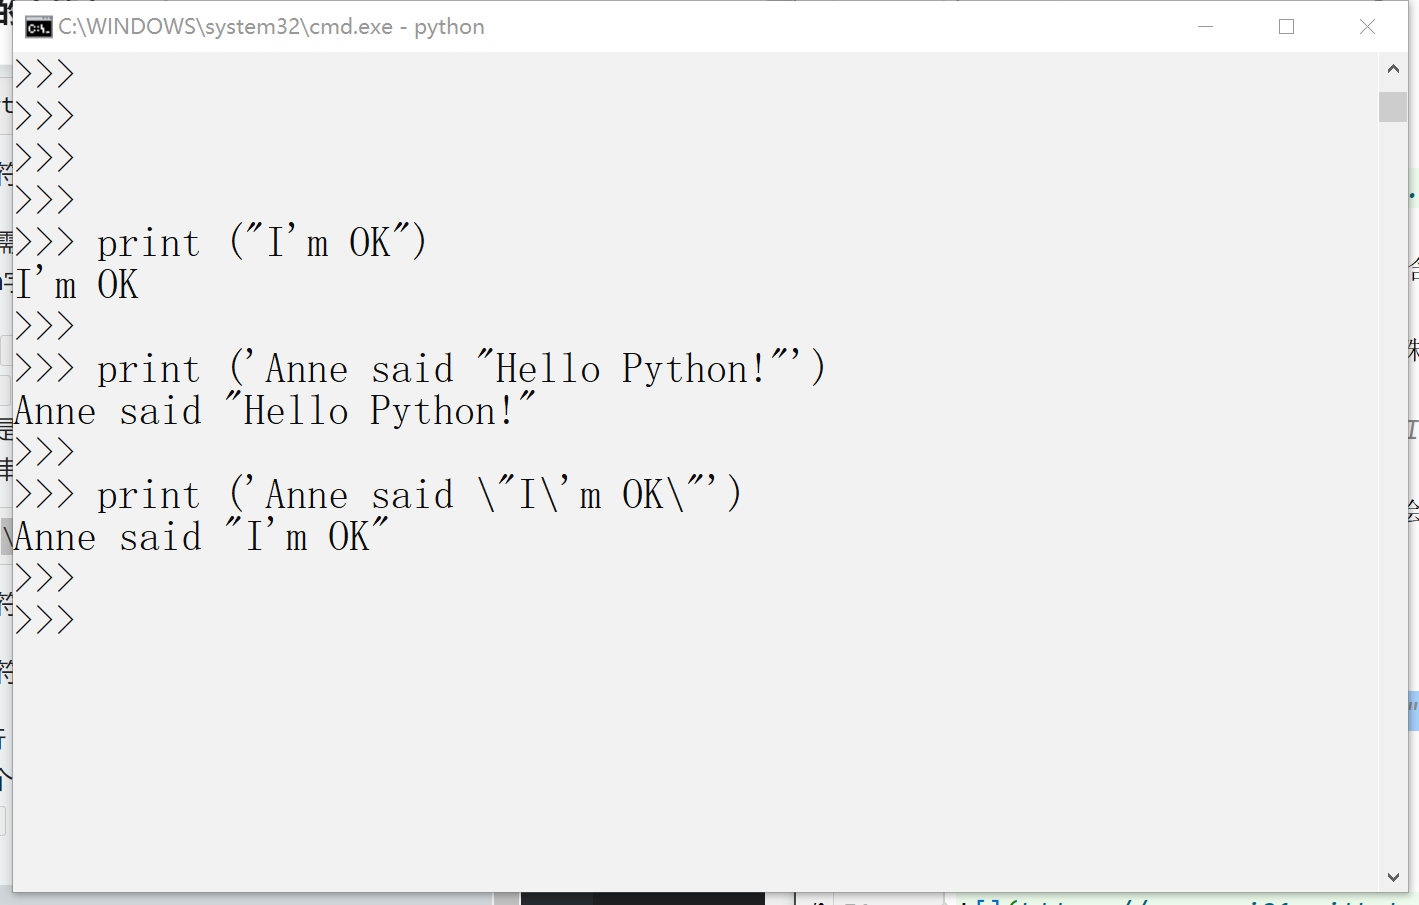 C:\WINDOWS\system32\cmd.exe - python
>>>
>>>
>>>
>>>
>>> print ("I'm OK")
I'm OK
>>>
>>> print ('Anne said "Hello Python!"')
Anne said "Hello Python!"
>>>
>>> print ('Anne said \"I\'m OK\"')
Anne said "I'm OK"
>>>
>>>